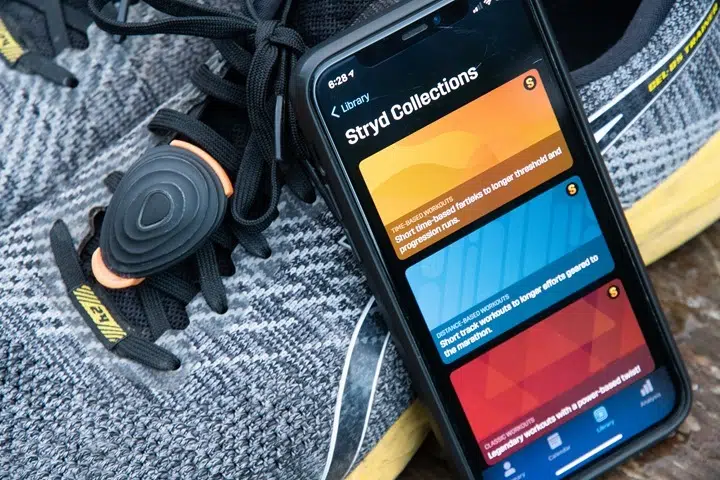 6:28
Library
Stryd Collections
TIME-BASED WORKOUTS
Short time-based fartleks to longer threshold and
progression runs.
DISTANCE-BASED WORKOUTS
Short track workouts to longer efforts geared to
the marathon.
CLASSIC WORKOUTS
Legendary workouts with a power-based twist!
Calendar
Library
Analysis
24